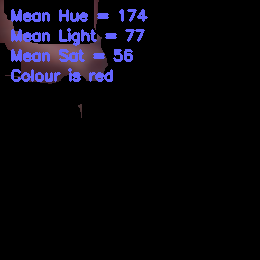 Mean Hue = 174
Mean Light = 77
Mean Sat = 56
Colour is red